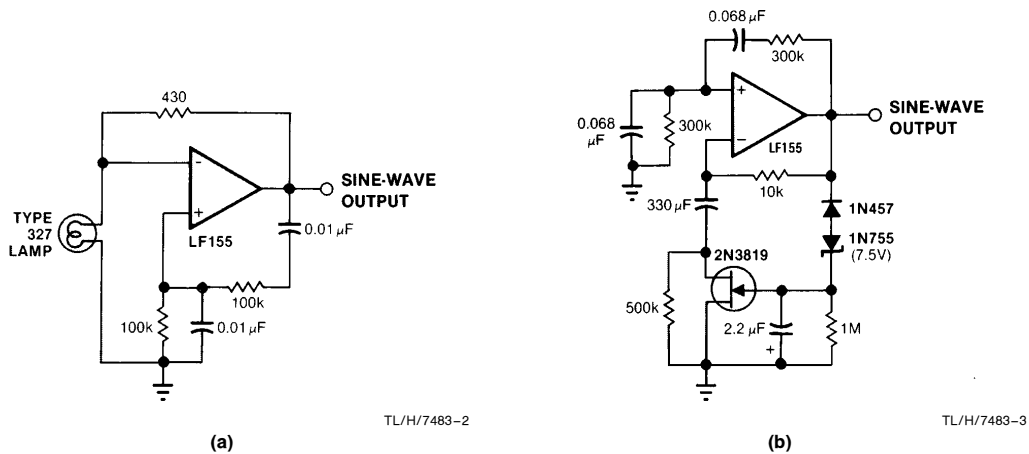 430
−
+
LF155
SINE-WAVE
OUTPUT
TYPE
327
LAMP
0.01 μF
100k
100k
0.01 μF
TL/H/7483–2
(a)
0.068 μF
300k
0.068
μF
300k
+
−
LF155
SINE-WAVE
OUTPUT
10k
330 μF
1N457
1N755
(7.5V)
2N3819
500k
2.2 μF
+
1M
TL/H/7483–3
(b)